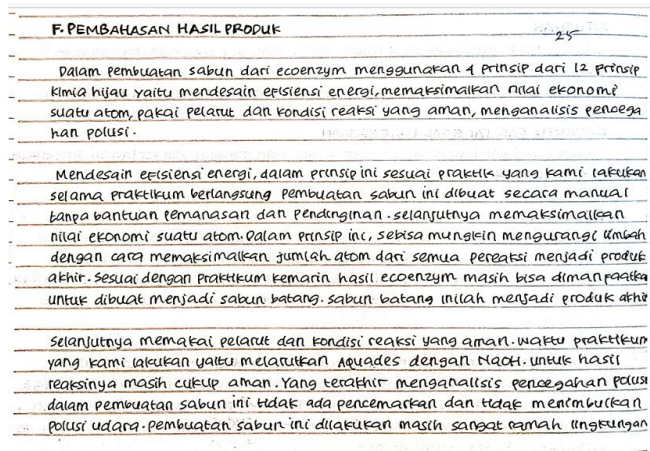 F. PEMBAHASAN HASIL PRODUK
25
Dalam pembuatan sabun dari ecoenzym menggunakan 4 prinsip dari 12 prinsip
kimia hijau yaitu mendesain efisiensi energi, memaksimalkan nilai ekonomi
suatu atom, pakai pelarut dan kondisi reaksi yang aman, menganalisis pencega
han polusi.
Mendesain efisiensi energi, dalam prinsip ini sesuai praktik yang kami lakukan
selama praktikum berlangsung pembuatan sabun ini dibuat secara manual
tanpa bantuan pemanasan dan pendinginan. selanjutnya memaksimalkan
nilai ekonomi suatu atom. Dalam prinsip ini, sebisa mungkin mengurangi limbah
dengan cara memaksimalkan jumlah atom dari semua pereaksi menjadi produk
akhir. Sesuai dengan praktikum kemarin hasil ecoenzym masih bisa dimanfaatka
untuk dibuat menjadi sabun batang. sabun batang inilah menjadi produk akhir
Selanjutnya memakai pelarut dan kondisi reaksi yang aman. waktu praktikum
yang kami lakukan yaitu melarutkan Aquades dengan NaOH. untuk hasil
reaksinya masih cukup aman. Yang terakhir menganalisis pencegahan polusi
dalam pembuatan sabun ini tidak ada pencemarkan dan tidak menimbulkan
polusi udara. pembuatan sabun ini dilakukan masih sangat ramah lingkungan